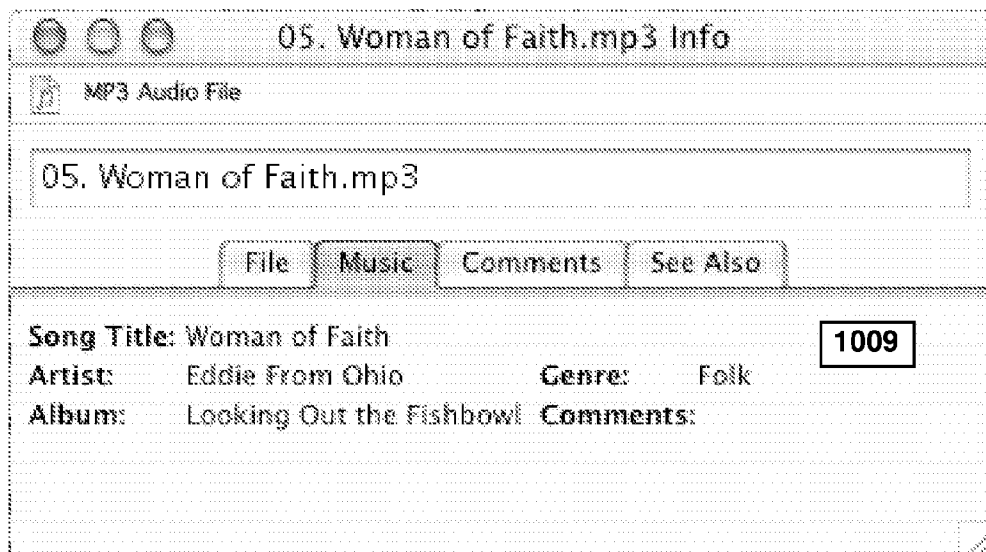 05. Woman of Faith.mp3 Info
MP3 Audio File
05. Woman of Faith.mp3
File Music Comments See Also
Song Title: Woman of Faith
1009
Artist: Eddie From Ohio Genre: Folk
Album: Looking Out the Fishbowl Comments: